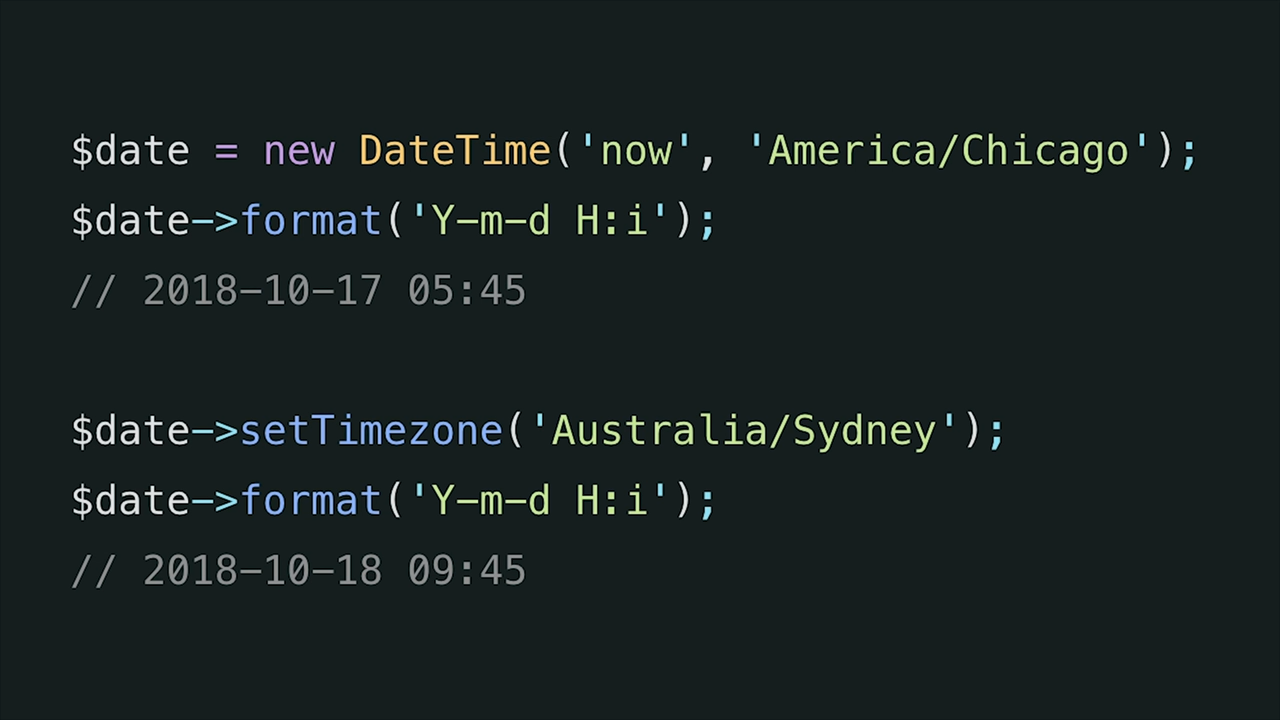 $date = new DateTime('now', 'America/Chicago');
$date->format('Y-m-d H:i');
// 2018-10-17 05:45
$date->setTimezone('Australia/Sydney');
$date->format('Y-m-d H:i');
// 2018-10-18 09:45